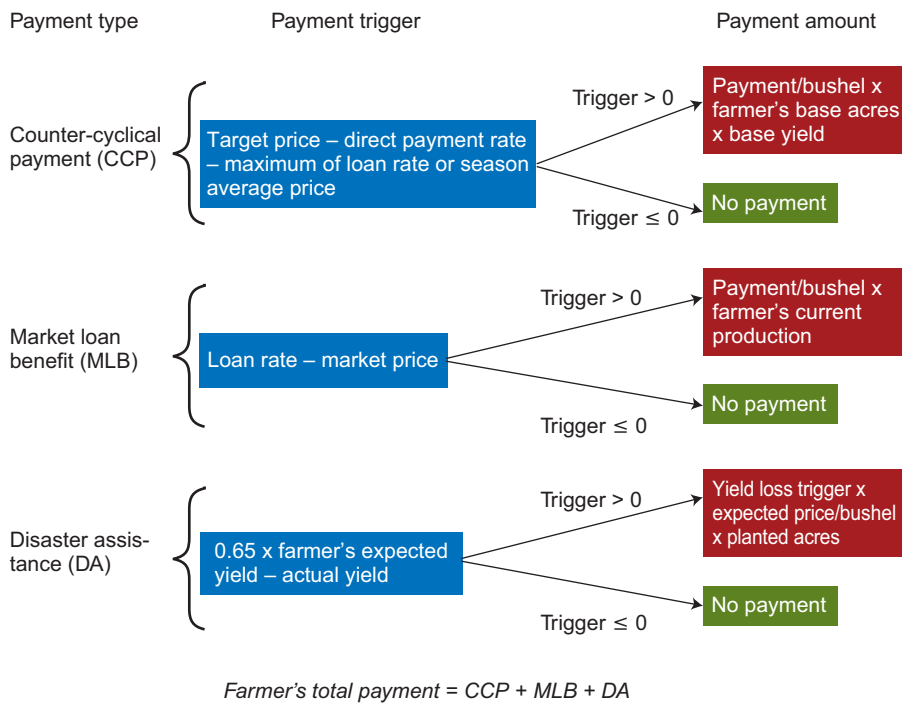 Payment type
Payment trigger
Payment amount
Counter-cyclical
payment (CCP)
Target price – direct payment rate
– maximum of loan rate or season
average price
Trigger > 0
Payment/bushel x
farmer's base acres
x base yield
Trigger ≤ 0
No payment
Market loan
benefit (MLB)
Loan rate – market price
Trigger > 0
Payment/bushel x
farmer's current
production
Trigger ≤ 0
No payment
Disaster assis-
tance (DA)
0.65 x farmer's expected
yield – actual yield
Trigger > 0
Yield loss trigger x
expected price/bushel
x planted acres
Trigger ≤ 0
No payment
Farmer's total payment = CCP + MLB + DA